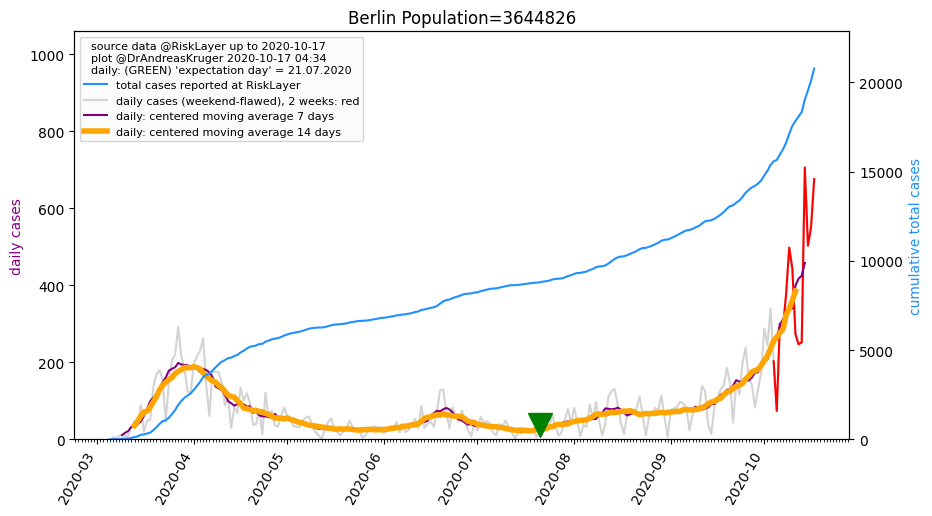 Berlin Population=3644826
source data @RiskLayer up to 2020-10-17
plot @DrAndreasKruger 2020-10-17 04:34
daily: (GREEN) 'expectation day' = 21.07.2020
total cases reported at RiskLayer
daily cases (weekend-flawed), 2 weeks: red
daily: centered moving average 7 days
daily: centered moving average 14 days
daily cases
1000
800
600
400
200
0
cumulative total cases
20000
15000
10000
5000
0
2020-03
2020-04
2020-05
2020-06
2020-07
2020-08
2020-09
2020-10